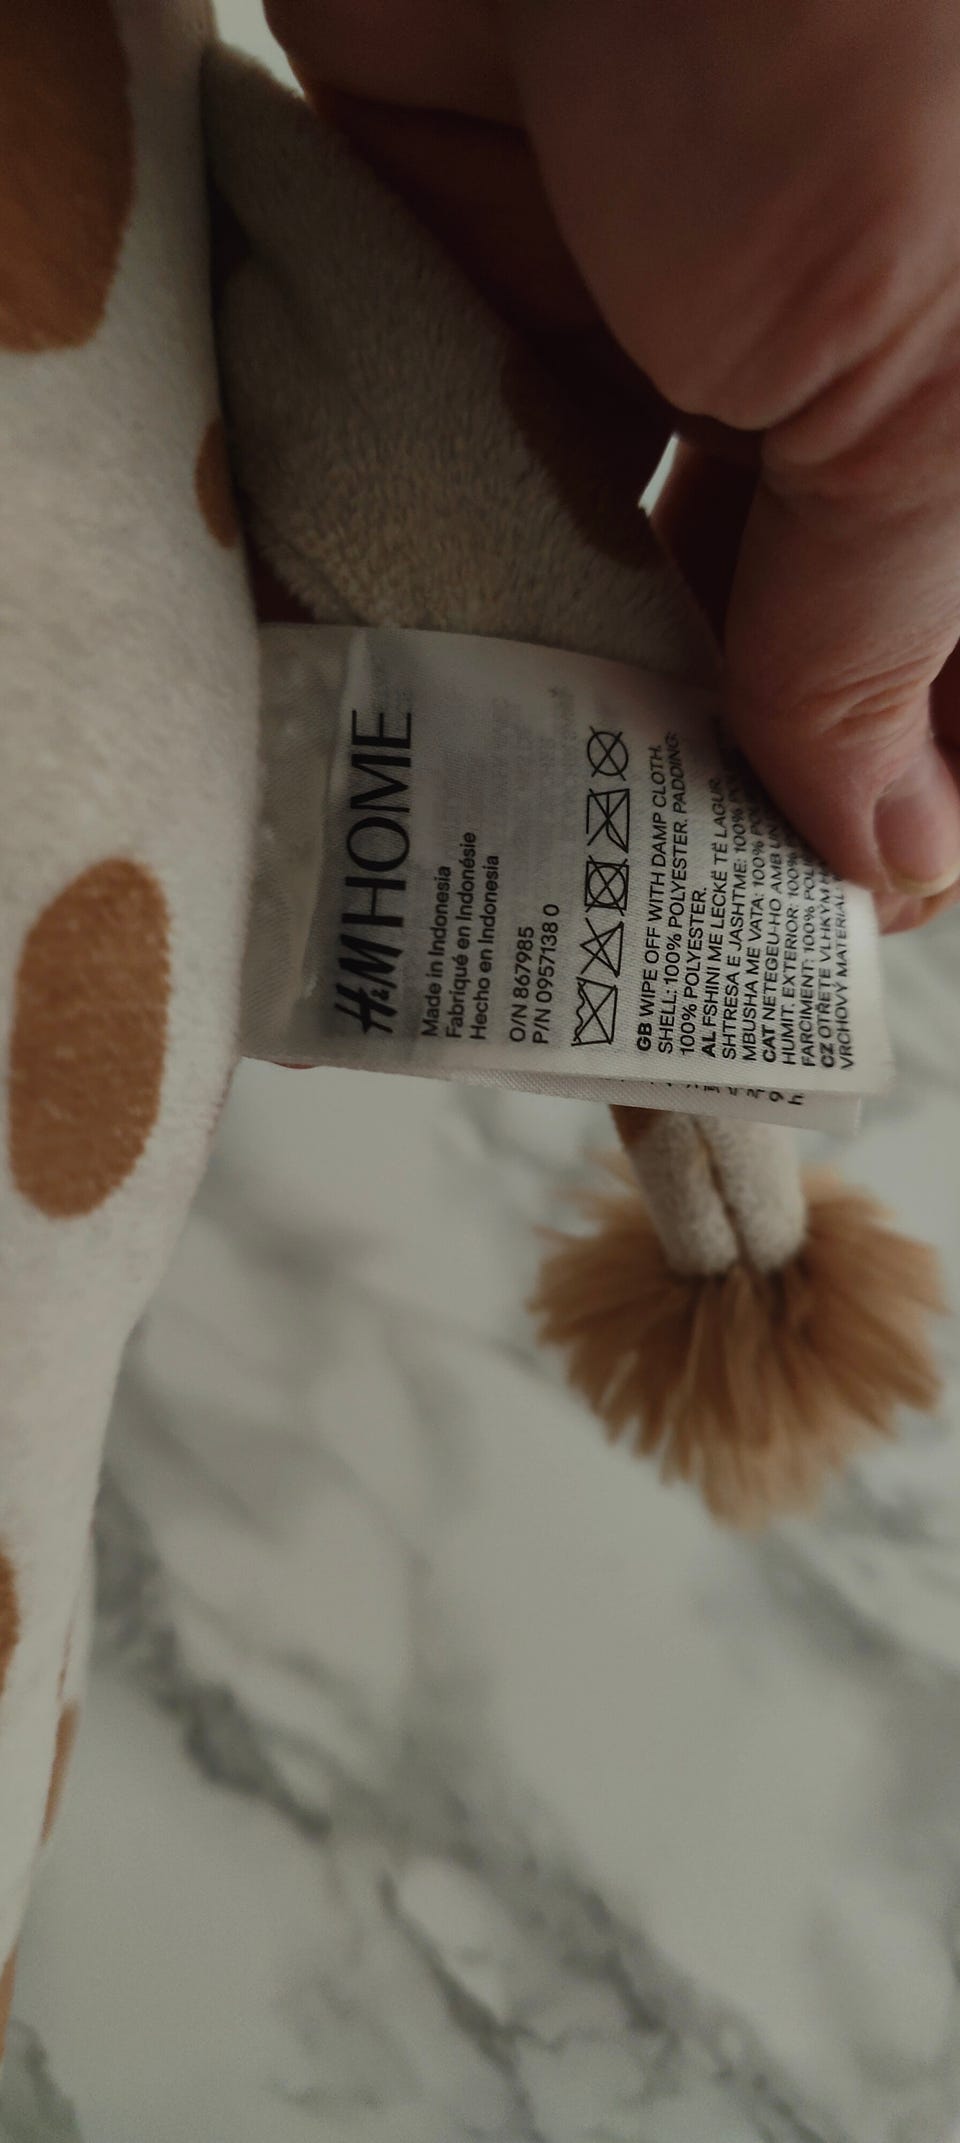 H&M HOME
Made in Indonesia
Fabriqué en Indonésie
Hecho en Indonesia
O/N 867985
P/N 0957138 0
GB WIPE OFF WITH DAMP CLOTH.
SHELL: 100% POLYESTER. PADDING:
100% POLYESTER.
AL FSHINI ME LECKË TË LAGUR.
SHTRESA E JASHTME: 100%
MBUSHA ME VATA: 100%
CAT NETEGEU-HO AMB UN
HUMIT. EXTERIOR: 100%
FARCIMENT: 100%
CZ OTŘETE VLHKÝM
VRCHOVÝ MATERIÁL: